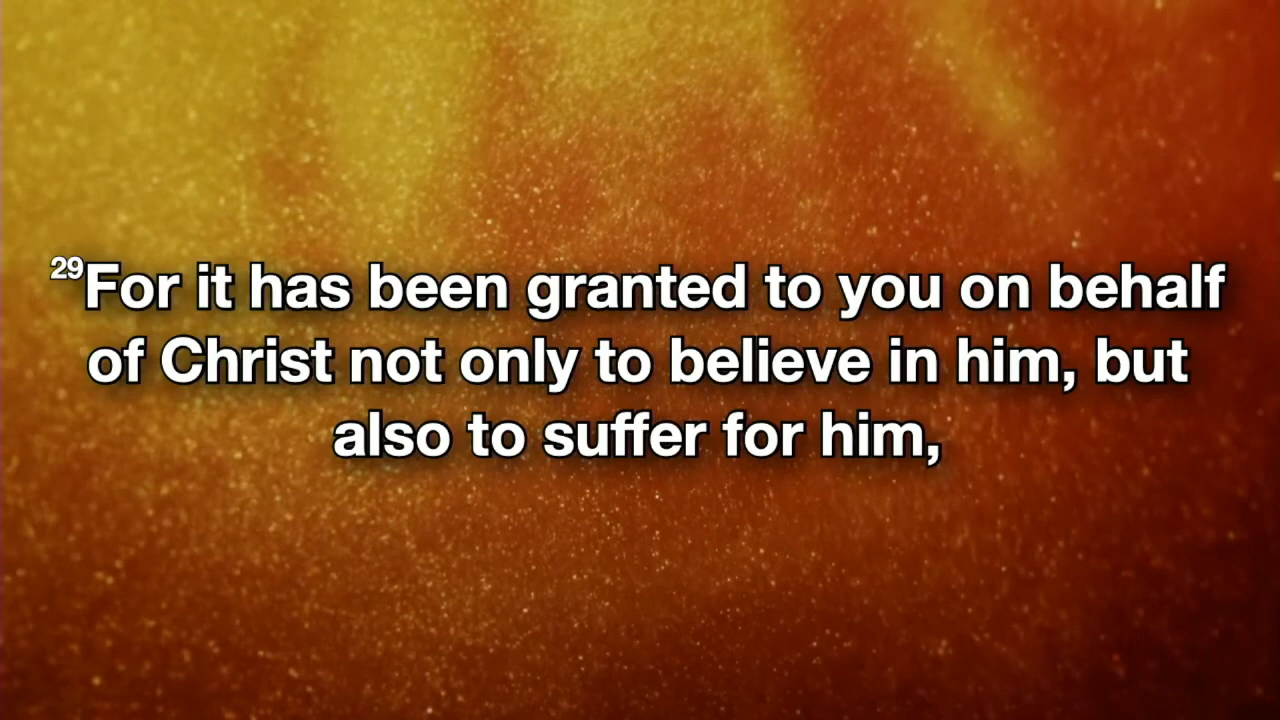 29For it has been granted to you on behalf
of Christ not only to believe in him, but
also to suffer for him,